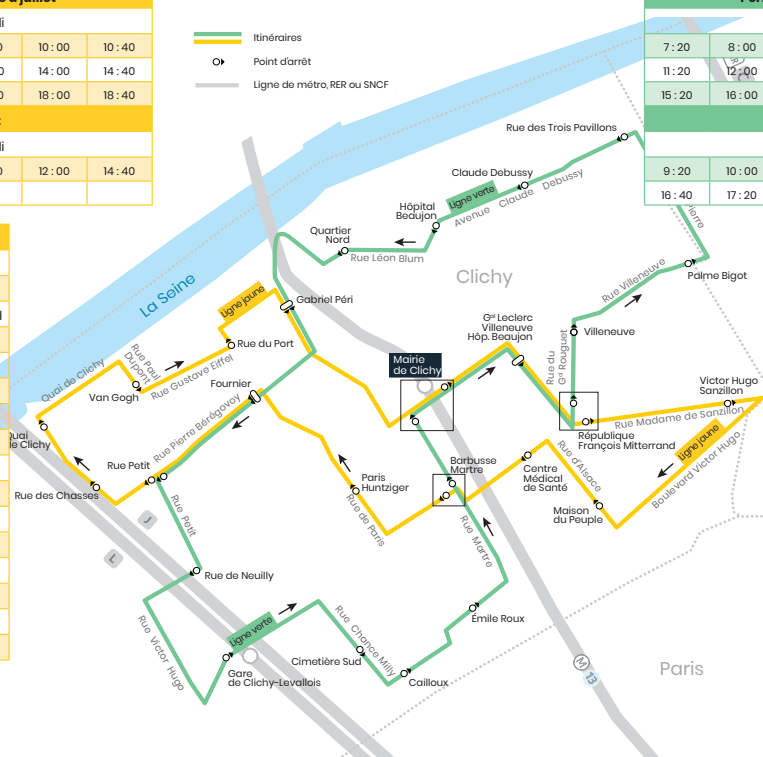 di
10:00 10:40
14:00 14:40
18:00 18:40
di
12:00 14:40
Itinéraires
Point d'arrêt
Ligne de métro, RER ou SNCF
7:20 8:00
11:20 12:00
15:20 16:00
9:20 10:00
16:40 17:20
Rue des Trois Pavillons
Claude Debussy
Ligne verte
Avenue Claude Debussy
Hôpital
Beaujon
Quartier
Nord
Rue Léon Blum
Clichy
Pierre
Palme Bigot
Rue Villeneuve
Villeneuve
La Seine
Ligne jaune
Gabriel Péri
Rue du Port
Gal Leclerc
Villeneuve
Hôp. Beaujon
Rue du
Gal Rouguet
Mairie
de Clichy
Quai de Clichy
Rue Paul
Dupont
Rue Gustave Eiffel
Van Gogh
Fournier
Rue Pierre Bérégovoy
Victor Hugo
Sanzillon
Rue Madame de Sanzillon
République
François Mitterrand
Ligne jaune
Boulevard Victor Hugo
Quai
de Clichy
Rue des Chasses
Rue Petit
Rue Petit
Paris
Huntziger
Rue de Paris
Barbusse
Martre
Rue Martre
Centre
Médical
de Santé
Rue d'Alsace
Maison
du Peuple
J
L
Rue de Neuilly
Rue Victor Hugo
Ligne verte
Gare
de Clichy-Levallois
Rue Chance Milly
Cimetière Sud
Cailloux
Émile Roux
M
13
Paris